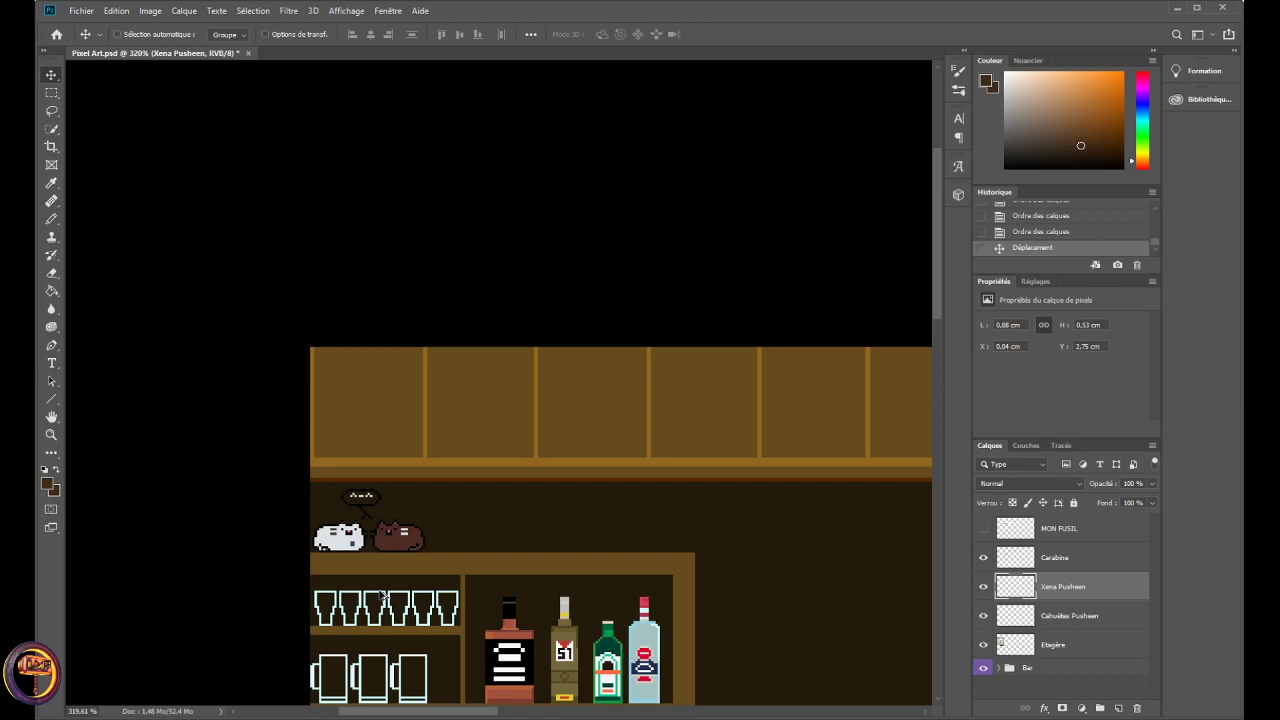 Ps Fichier Edition Image Calque Texte Sélection Filtre 3D Affichage Fenêtre Aide
Sélection automatique : Groupe Options de transf. Mode 3D :
Pixel Art.psd @ 320% (Xena Pusheen, RVB/8) *
Couleur Nuancier
Formation
Bibliothèqu...
Historique
Ordre des calques
Ordre des calques
Ordre des calques
Déplacement
Propriétés Réglages
Propriétés du calque de pixels
L : 0,88 cm H : 0,53 cm
X : 0,04 cm Y : 2,75 cm
Calques Couches Tracés
Type
Normal Opacité : 100 %
Verrou : Fond : 100 %
MON FUSIL
Carabine
Xena Pusheen
Cahuètes Pusheen
Etagère
Bar
51
319,61 % Doc : 1,48 Mo/52,4 Mo